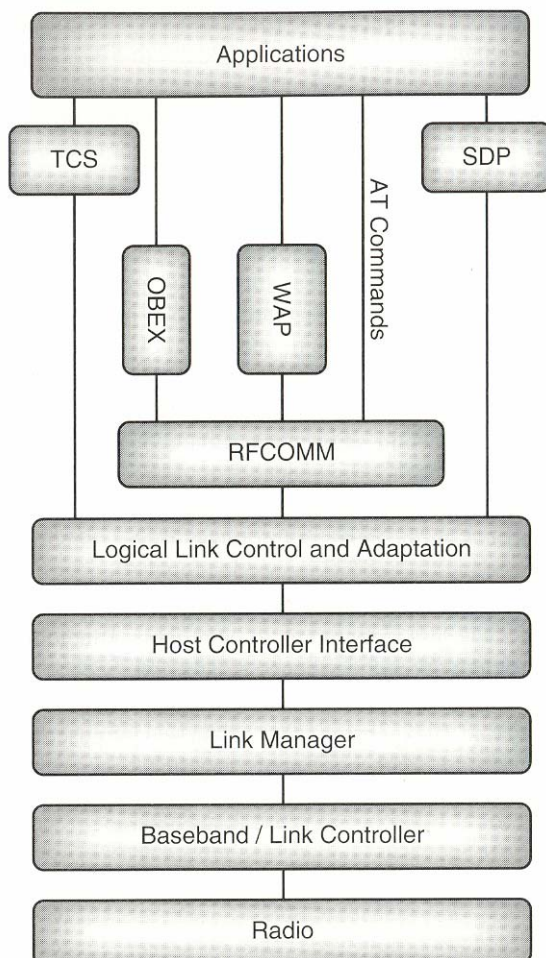 Applications
TCS
SDP
AT Commands
OBEX
WAP
RFCOMM
Logical Link Control and Adaptation
Host Controller Interface
Link Manager
Baseband / Link Controller
Radio